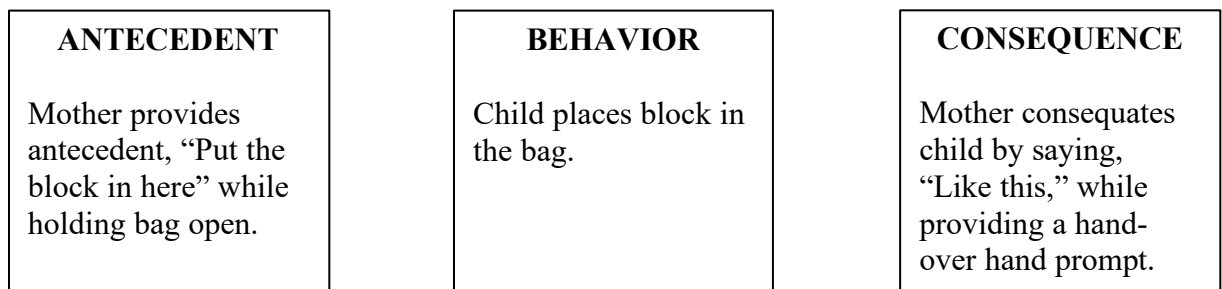 ANTECEDENT
Mother provides
antecedent, “Put the
block in here” while
holding bag open.
BEHAVIOR
Child places block in
the bag.
CONSEQUENCE
Mother consequates
child by saying,
“Like this,” while
providing a hand-
over hand prompt.